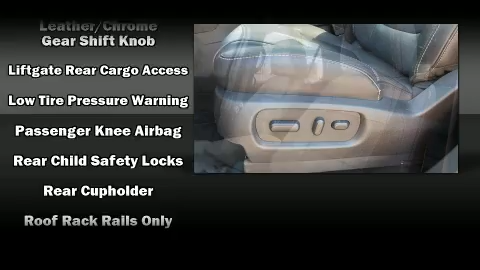 Leather/Chrome
Gear Shift Knob
Liftgate Rear Cargo Access
Low Tire Pressure Warning
Passenger Knee Airbag
Rear Child Safety Locks
Rear Cupholder
Roof Rack Rails Only